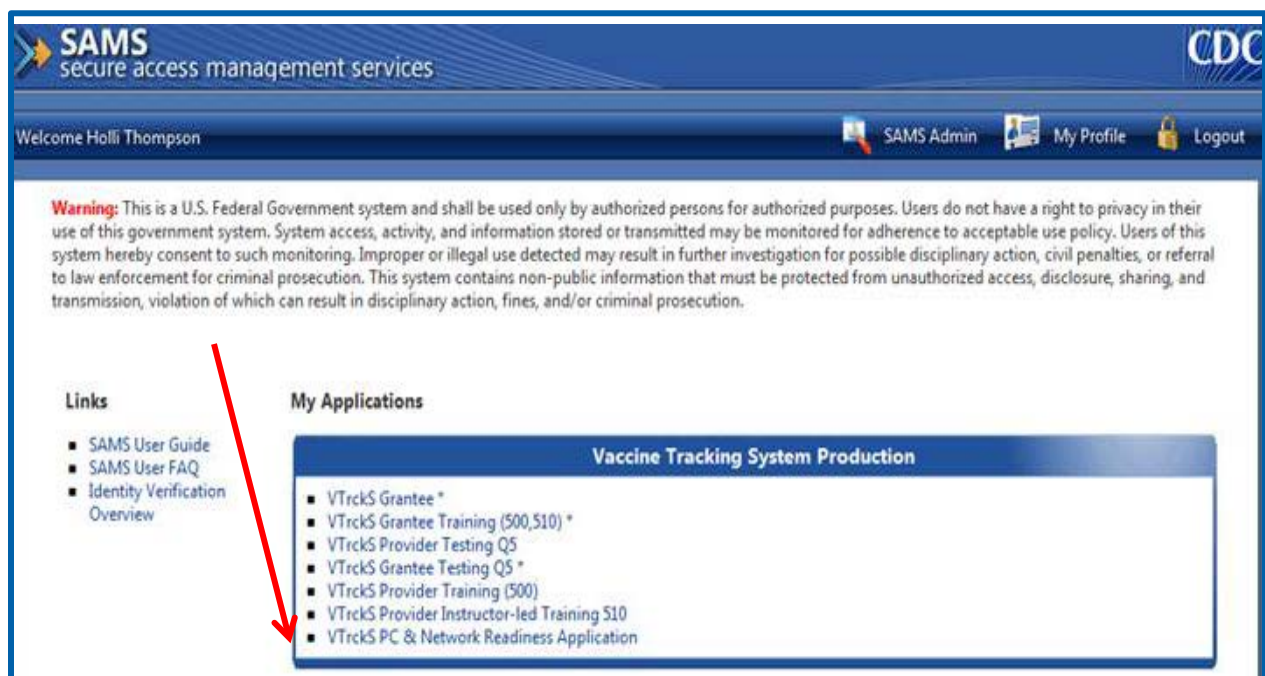 SAMS
secure access management services
CDC
Welcome Holli Thompson
SAMS Admin
My Profile
Logout
Warning: This is a U.S. Federal Government system and shall be used only by authorized persons for authorized purposes. Users do not have a right to privacy in their
use of this government system. System access, activity, and information stored or transmitted may be monitored for adherence to acceptable use policy. Users of this
system hereby consent to such monitoring. Improper or illegal use detected may result in further investigation for possible disciplinary action, civil penalties, or referral
to law enforcement for criminal prosecution. This system contains non-public information that must be protected from unauthorized access, disclosure, sharing, and
transmission, violation of which can result in disciplinary action, fines, and/or criminal prosecution.
Links
SAMS User Guide
SAMS User FAQ
Identity Verification
Overview
My Applications
Vaccine Tracking System Production
VTrckS Grantee *
VTrckS Grantee Training (500,510) *
VTrckS Provider Testing Q5
VTrckS Grantee Testing Q5 *
VTrckS Provider Training (500)
VTrckS Provider Instructor-led Training 510
VTrckS PC & Network Readiness Application